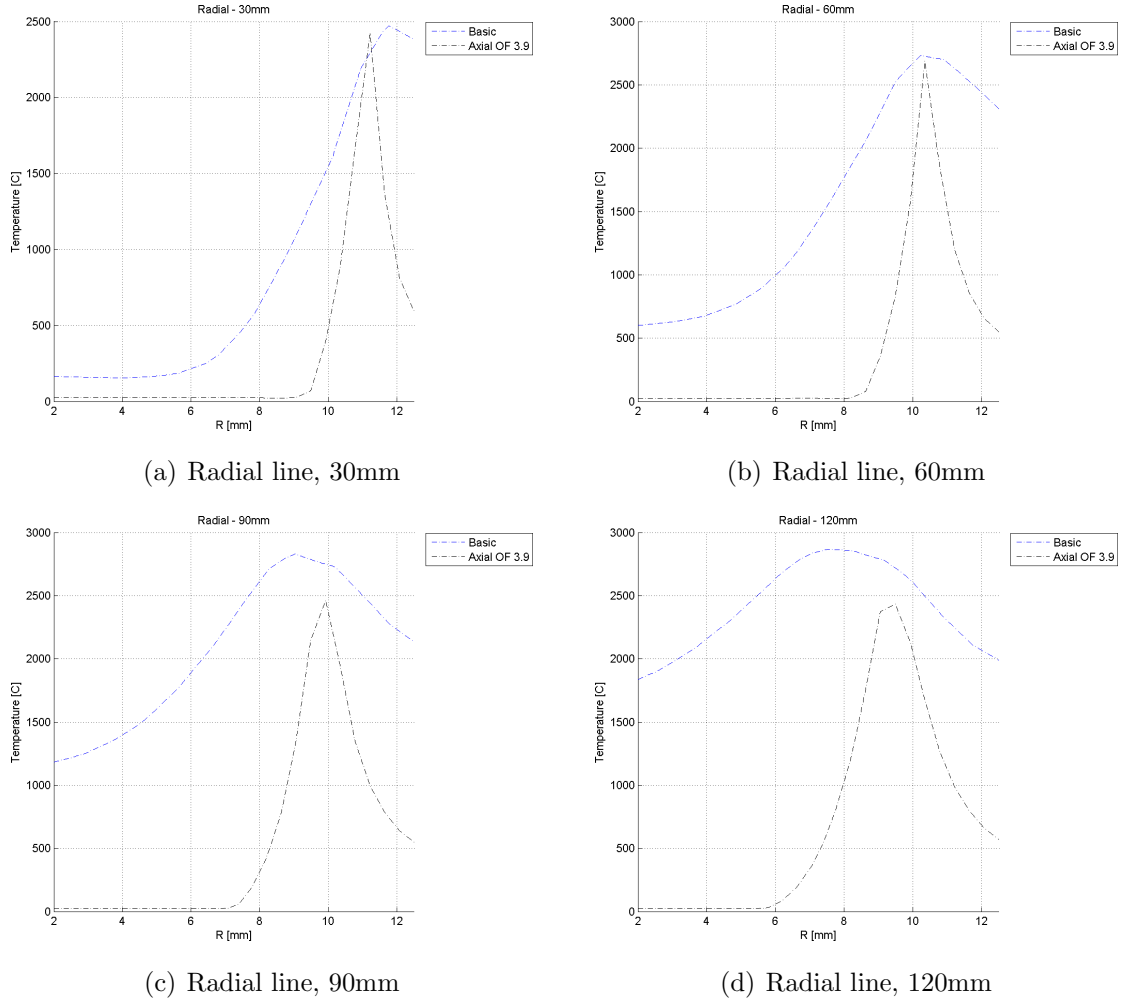 Radial - 30mm
Basic
Axial OF 3.9
Temperature [C]
2500
2000
1500
1000
500
0
2 4 6 8 10 12
R [mm]
(a) Radial line, 30mm
Radial - 60mm
Basic
Axial OF 3.9
Temperature [C]
3000
2500
2000
1500
1000
500
0
2 4 6 8 10 12
R [mm]
(b) Radial line, 60mm
Radial - 90mm
Basic
Axial OF 3.9
Temperature [C]
3000
2500
2000
1500
1000
500
0
2 4 6 8 10 12
R [mm]
(c) Radial line, 90mm
Radial - 120mm
Basic
Axial OF 3.9
Temperature [C]
3000
2500
2000
1500
1000
500
0
2 4 6 8 10 12
R [mm]
(d) Radial line, 120mm